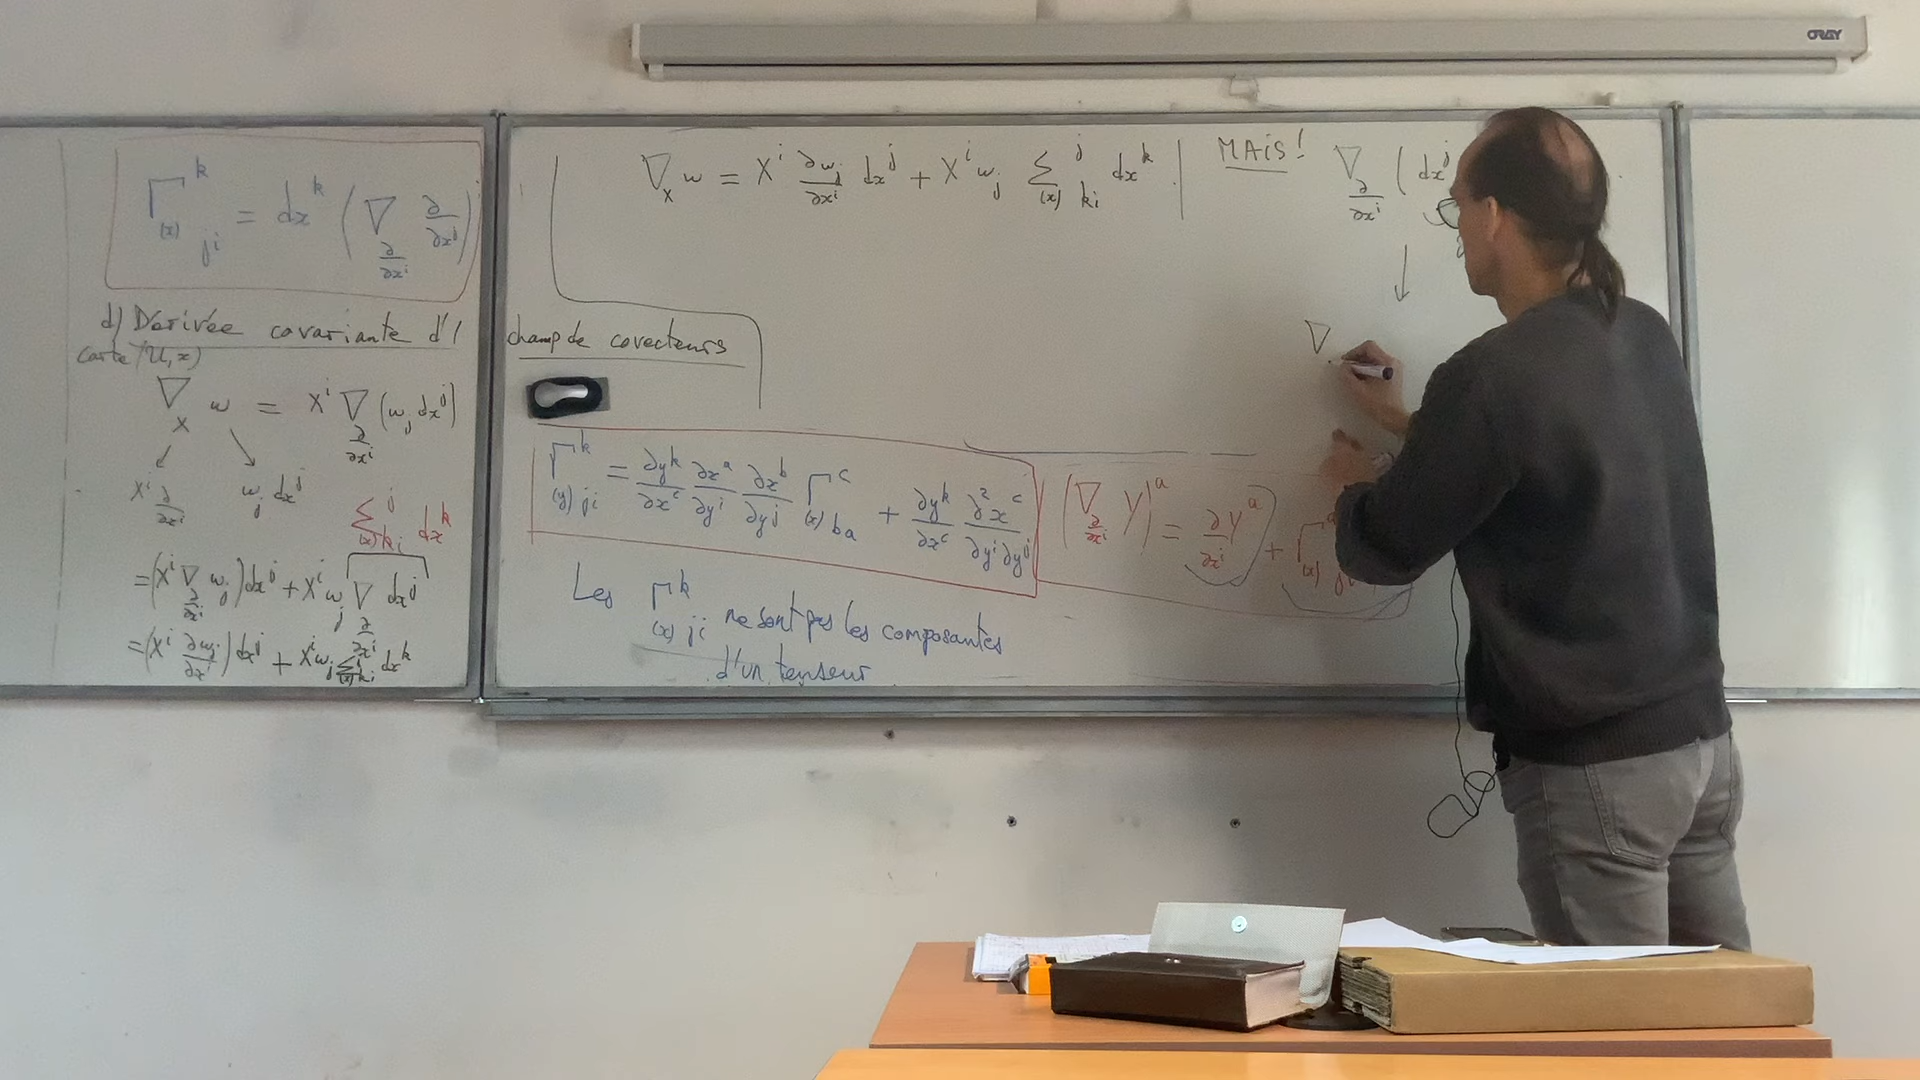 ORAY
Γ^k_{(x) ji} = dx^k (∇_{∂/∂x^i} ∂/∂x^j)
d) Dérivée covariante d'1 champ de covecteurs
Carte (U, x)
∇_X w = X^i ∇_{∂/∂x^i} (w_j dx^j)
X^i ∂/∂x^i w_j dx^j
Σ^j_{(x) ki} dx^k
= (X^i ∇_{∂/∂x^i} w_j) dx^j + X^i w_j ∇_{∂/∂x^i} dx^j
= (X^i ∂w_j/∂x^i) dx^j + X^i w_j Σ^j_{(x) ki} dx^k
∇_X w = X^i ∂w_j/∂x^i dx^j + X^i w_j Σ^j_{(x) ki} dx^k
MAIS! ∇_{∂/∂x^i} ( dx^j
↓
∇
Γ^k_{(y) ji} = ∂y^k/∂x^c ∂x^a/∂y^i ∂x^b/∂y^j Γ^c_{(x) ba} + ∂y^k/∂x^c ∂²x^c/∂y^i∂y^j
(∇_{∂/∂x^i} Y)^a = ∂Y^a/∂x^i + Γ^a_{(x)
Les Γ^k_{(x) ji} ne sont pas les composantes
d'un tenseur